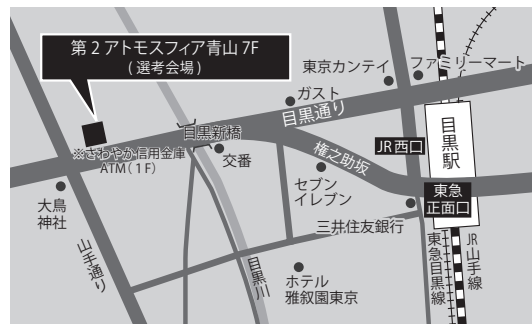 第2アトモスフィア青山 7F
(選考会場)
東京カンテイ
ファミリーマート
ガスト
目黒通り
目黒新橋
※さわやか信用金庫
ATM(1F)
交番
権之助坂
JR西口
目黒駅
セブン
イレブン
東急
正面口
大鳥
神社
三井住友銀行
山手通り
目黒川
ホテル
雅叙園東京
東急目黒線
JR山手線